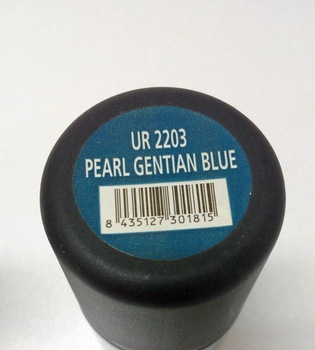 UR 2203
PEARL GENTIAN BLUE
8 435127 301815